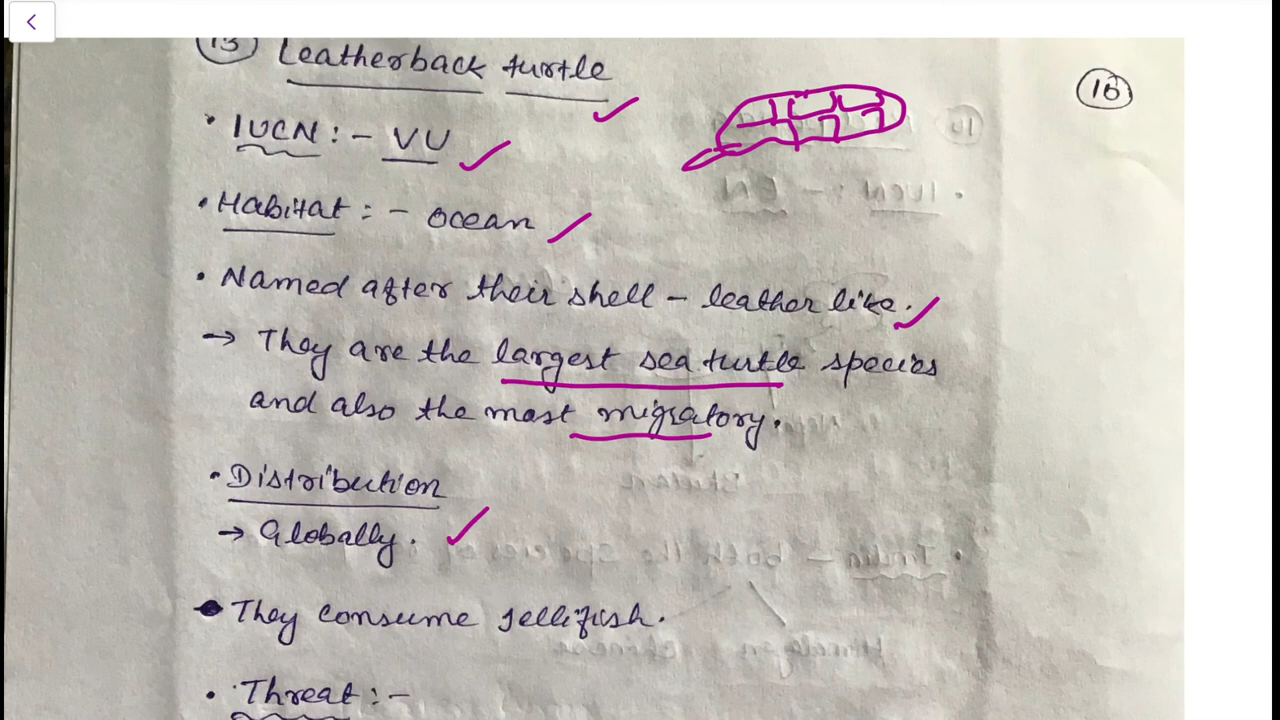 13 Leatherback turtle
16
• IUCN :- VU
• Habitat :- ocean
• Named after their shell - leather like.
→ They are the largest sea turtle species
and also the most migratory.
• Distribution
→ Globally.
• They consume jellifish.
• Threat :-